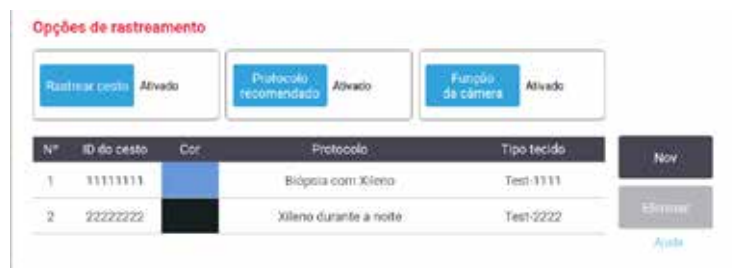 Opções de rastreamento
Rastrear cesto Ativado
Protocolo recomendado Ativado
Função da câmera Ativado
Nº ID do cesto Cor Protocolo Tipo tecido
1 11111111 Biópsia com Xileno Test-1111
2 22222222 Xileno durante a noite Test-2222
Nov
Eliminar
Ajuda